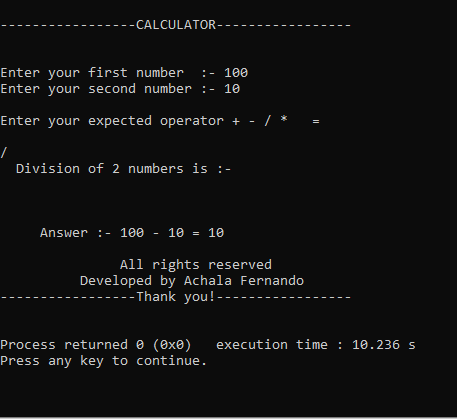 -----------------CALCULATOR-----------------
Enter your first number  :- 100
Enter your second number :- 10
Enter your expected operator + - / *   =
/
  Division of 2 numbers is :-
     Answer :- 100 - 10 = 10
               All rights reserved
          Developed by Achala Fernando
-----------------Thank you!-----------------
Process returned 0 (0x0)   execution time : 10.236 s
Press any key to continue.